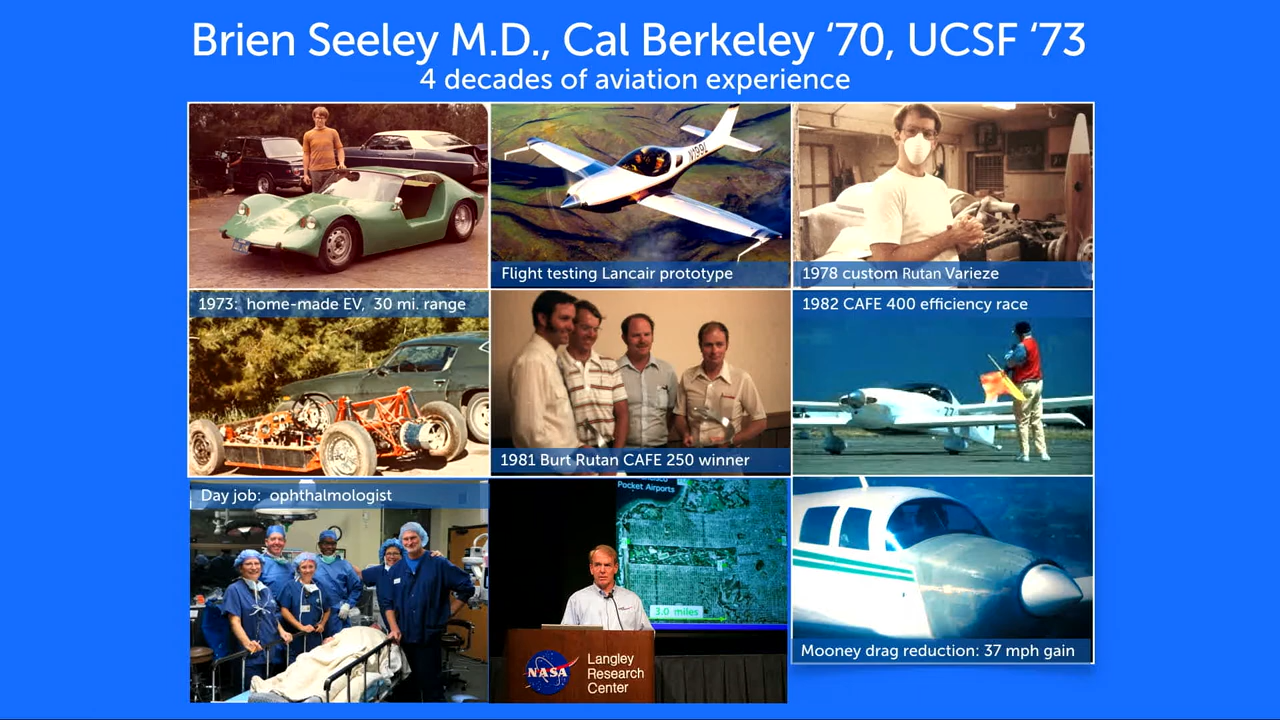 Brien Seeley M.D., Cal Berkeley ‘70, UCSF ‘73
4 decades of aviation experience
N199L
Flight testing Lancair prototype
1978 custom Rutan Varieze
1973: home-made EV, 30 mi. range
1981 Burt Rutan CAFE 250 winner
1982 CAFE 400 efficiency race
77
Day job: ophthalmologist
Pocket Airports
3.0 miles
NASA
Langley
Research
Center
Mooney drag reduction: 37 mph gain